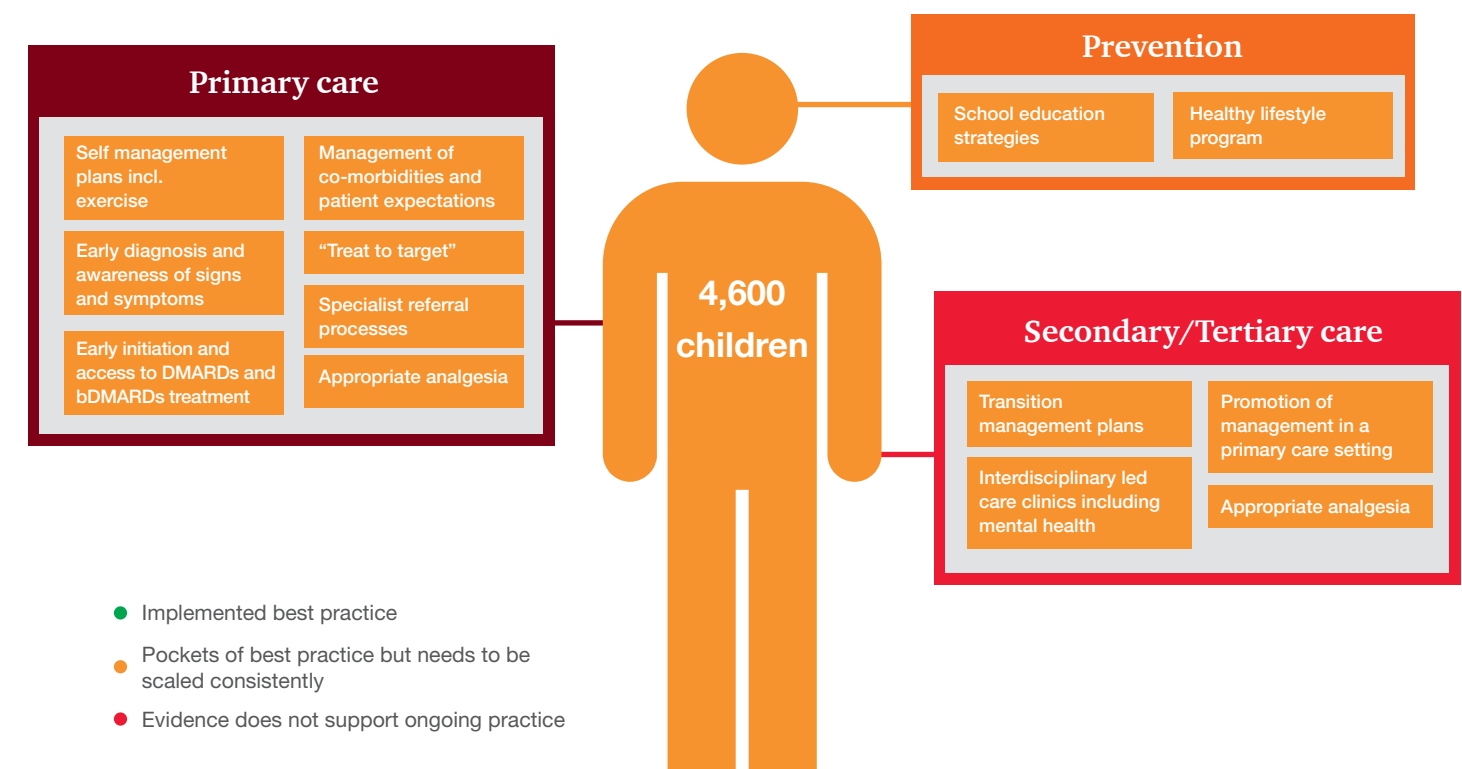 Primary care
Self management
plans incl.
exercise
Early diagnosis and
awareness of signs
and symptoms
Early initiation and
access to DMARDs and
bDMARDs treatment
Management of
co-morbidities and
patient expectations
“Treat to target”
Specialist referral
processes
Appropriate analgesia
4,600
children
Prevention
School education
strategies
Healthy lifestyle
program
Secondary/Tertiary care
Transition
management plans
Interdisciplinary led
care clinics including
mental health
Promotion of
management in a
primary care setting
Appropriate analgesia
Implemented best practice
Pockets of best practice but needs to be
scaled consistently
Evidence does not support ongoing practice